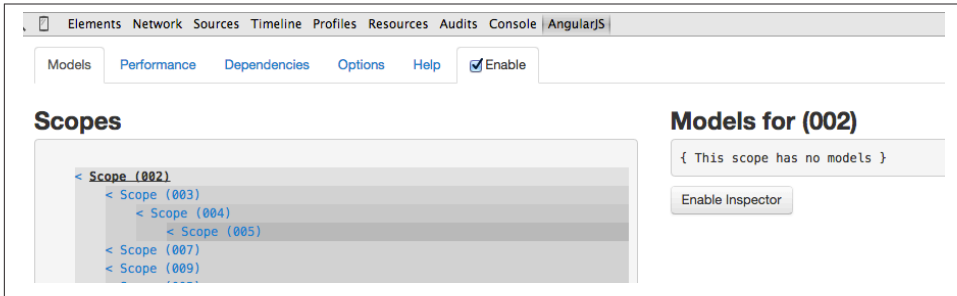 Elements Network Sources Timeline Profiles Resources Audits Console AngularJS
Models Performance Dependencies Options Help Enable
Scopes
< Scope (002)
< Scope (003)
< Scope (004)
< Scope (005)
< Scope (007)
< Scope (009)
Models for (002)
{ This scope has no models }
Enable Inspector